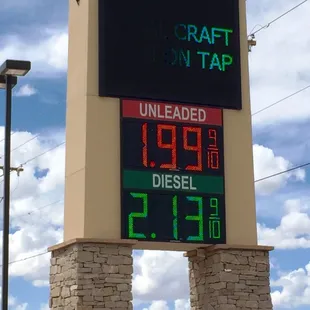 CRAFT
ON TAP
UNLEADED
1.99 9/10
DIESEL
2.13 9/10